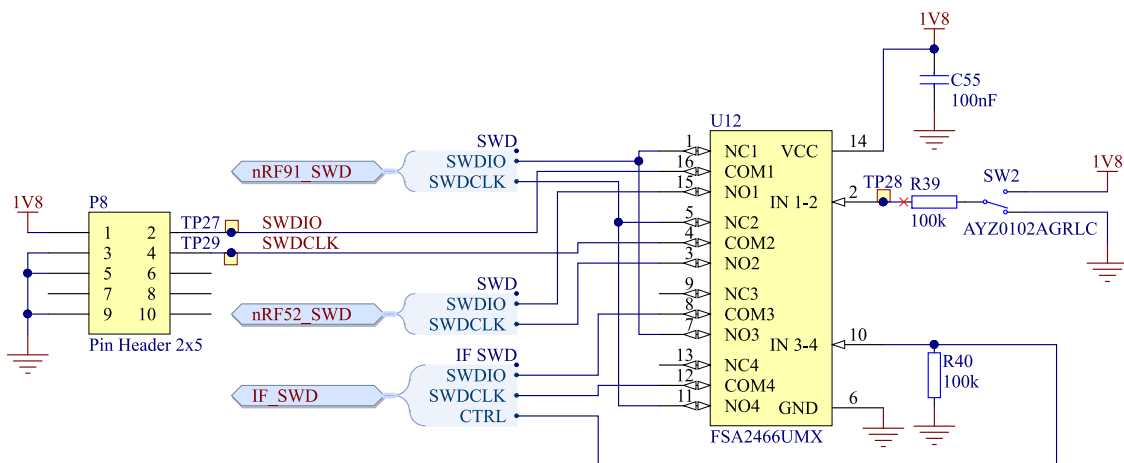 1V8
C55
100nF
U12
SWD
SWDIO
SWDCLK
nRF91_SWD
1 NC1 VCC 14
16 COM1
15 NO1
2 IN 1-2
TP28
R39
100k
SW2
1V8
AYZ0102AGRLC
P8
1V8
1 2
3 4
5 6
7 8
9 10
Pin Header 2x5
TP27 SWDIO
TP29 SWDCLK
5 NC2
4 COM2
3 NO2
SWD
SWDIO
SWDCLK
nRF52_SWD
9 NC3
8 COM3
7 NO3
IN 3-4 10
R40
100k
IF SWD
SWDIO
SWDCLK
CTRL
IF_SWD
13 NC4
12 COM4
11 NO4
GND 6
FSA2466UMX